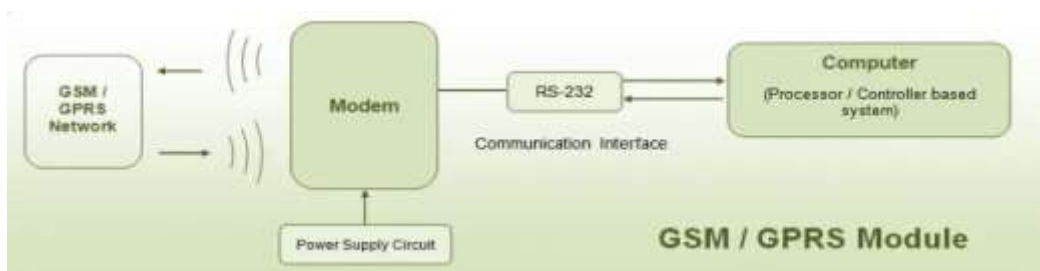 GSM /
GPRS
Network
Modem
RS-232
Communication Interface
Computer
(Processor / Controller based
system)
Power Supply Circuit
GSM / GPRS Module